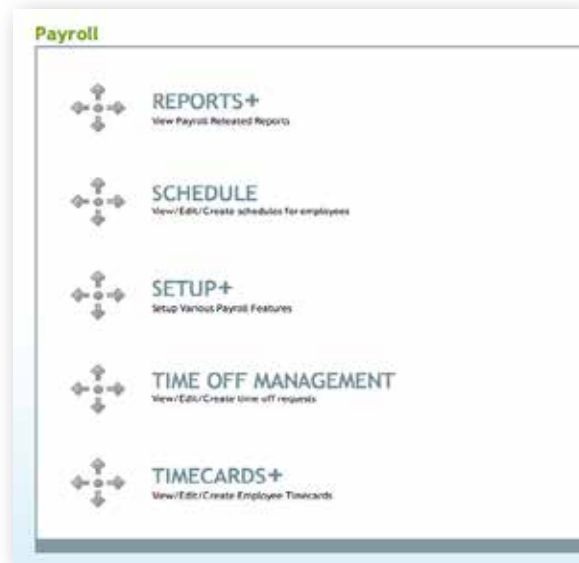 Payroll
REPORTS+
View Payroll Releated Reports
SCHEDULE
View/Edit/Create schedules for employees
SETUP+
Setup Various Payroll Features
TIME OFF MANAGEMENT
View/Edit/Create time off requests
TIMECARDS+
View/Edit/Create Employee Timecards